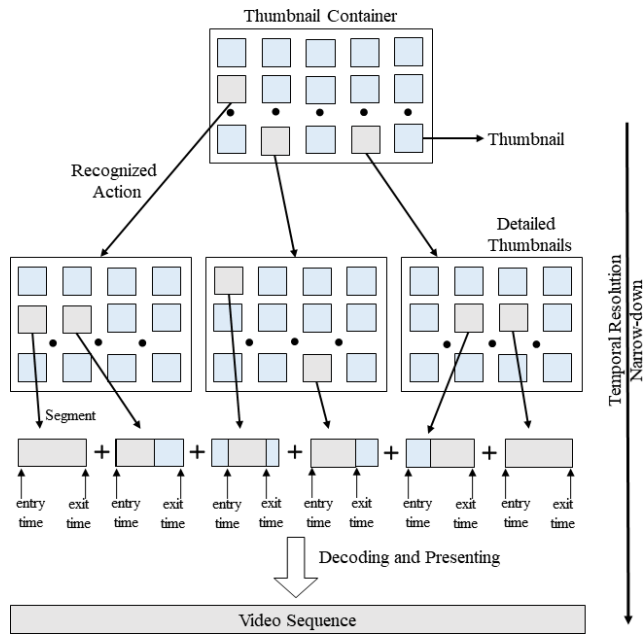 Thumbnail Container
Thumbnail
Recognized
Action
Detailed
Thumbnails
Temporal Resolution
Narrow-down
Segment
+ + + + +
entry
time
exit
time
entry
time
exit
time
entry
time
exit
time
entry
time
exit
time
entry
time
exit
time
entry
time
exit
time
Decoding and Presenting
Video Sequence